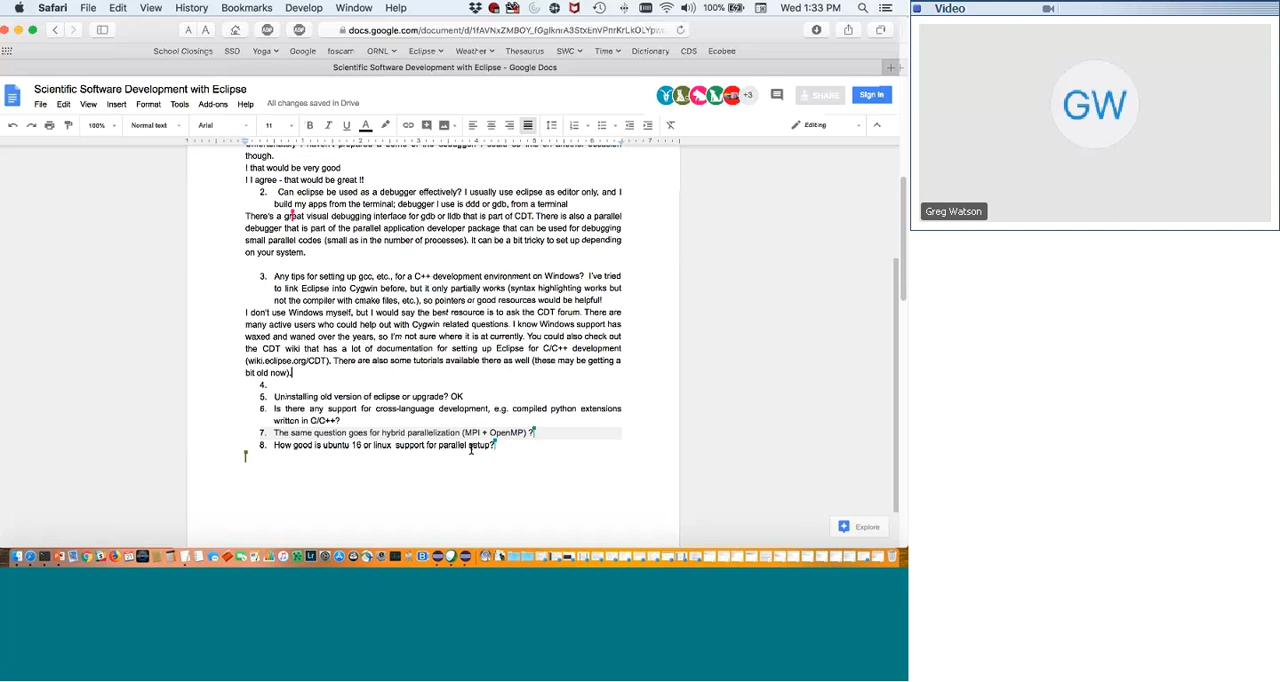 Safari File Edit View History Bookmarks Develop Window Help 100% Wed 1:33 PM
Video
A A ABP docs.google.com/document/d/
School Closings SSD Yoga Google foscam ORNL Eclipse Weather Thesaurus SWC Time Dictionary CDS Ecobee
Scientific Software Development with Eclipse - Google Docs
Scientific Software Development with Eclipse
+3 SHARE Sign in
File Edit View Insert Format Tools Add-ons Help All changes saved in Drive
100% Normal text Arial 11 B I U A Editing
though.
I that would be very good
I I agree - that would be great !!
2. Can eclipse be used as a debugger effectively? I usually use eclipse as editor only, and I
build my apps from the terminal; debugger I use is ddd or gdb, from a terminal
There's a great visual debugging interface for gdb or lldb that is part of CDT. There is also a parallel
debugger that is part of the parallel application developer package that can be used for debugging
small parallel codes (small as in the number of processes). It can be a bit tricky to set up depending
on your system.
3. Any tips for setting up gcc, etc., for a C++ development environment on Windows? I've tried
to link Eclipse into Cygwin before, but it only partially works (syntax highlighting works but
not the compiler with cmake files, etc.), so pointers or good resources would be helpful!
I don't use Windows myself, but I would say the best resource is to ask the CDT forum. There are
many active users who could help out with Cygwin related questions. I know Windows support has
waxed and waned over the years, so I'm not sure where it is at currently. You could also check out
the CDT wiki that has a lot of documentation for setting up Eclipse for C/C++ development
(wiki.eclipse.org/CDT). There are also some tutorials available there as well (these may be getting a
bit old now).
4.
5. Uninstalling old version of eclipse or upgrade? OK
6. Is there any support for cross-language development, e.g. compiled python extensions
written in C/C++?
7. The same question goes for hybrid parallelization (MPI + OpenMP) ?
8. How good is ubuntu 16 or linux support for parallel setup?
Explore
GW
Greg Watson